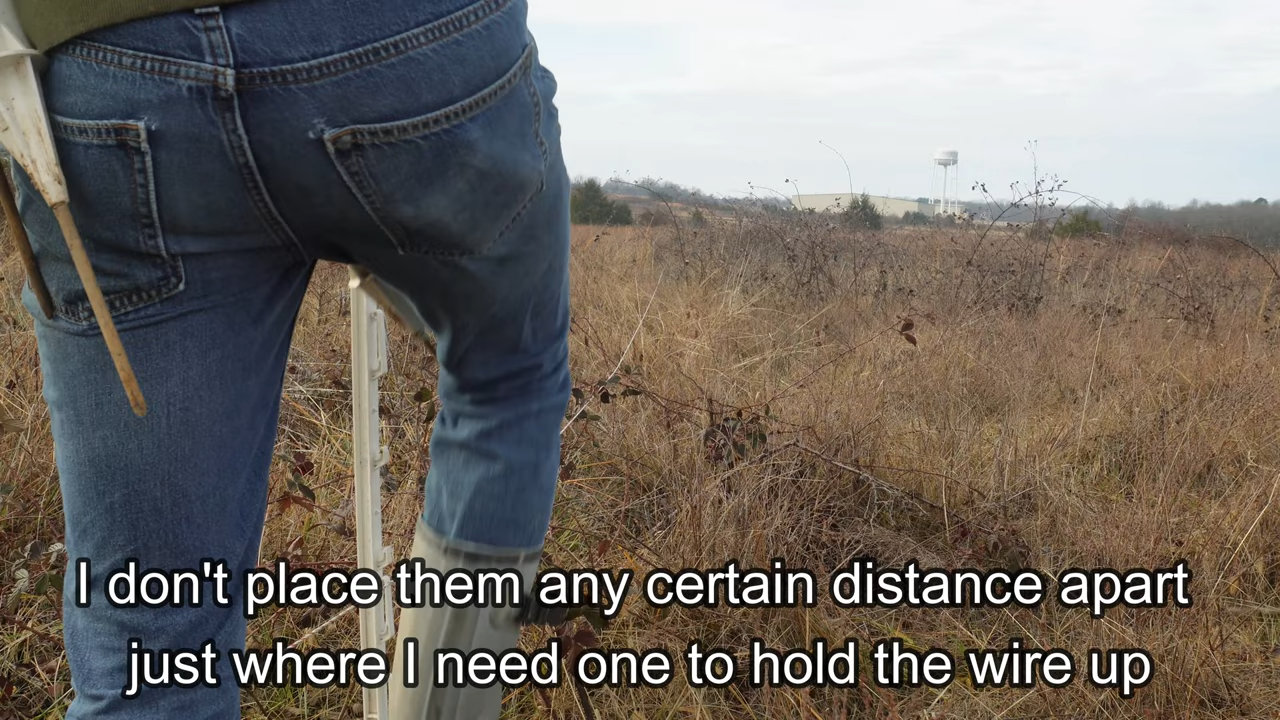 I don't place them any certain distance apart
just where I need one to hold the wire up